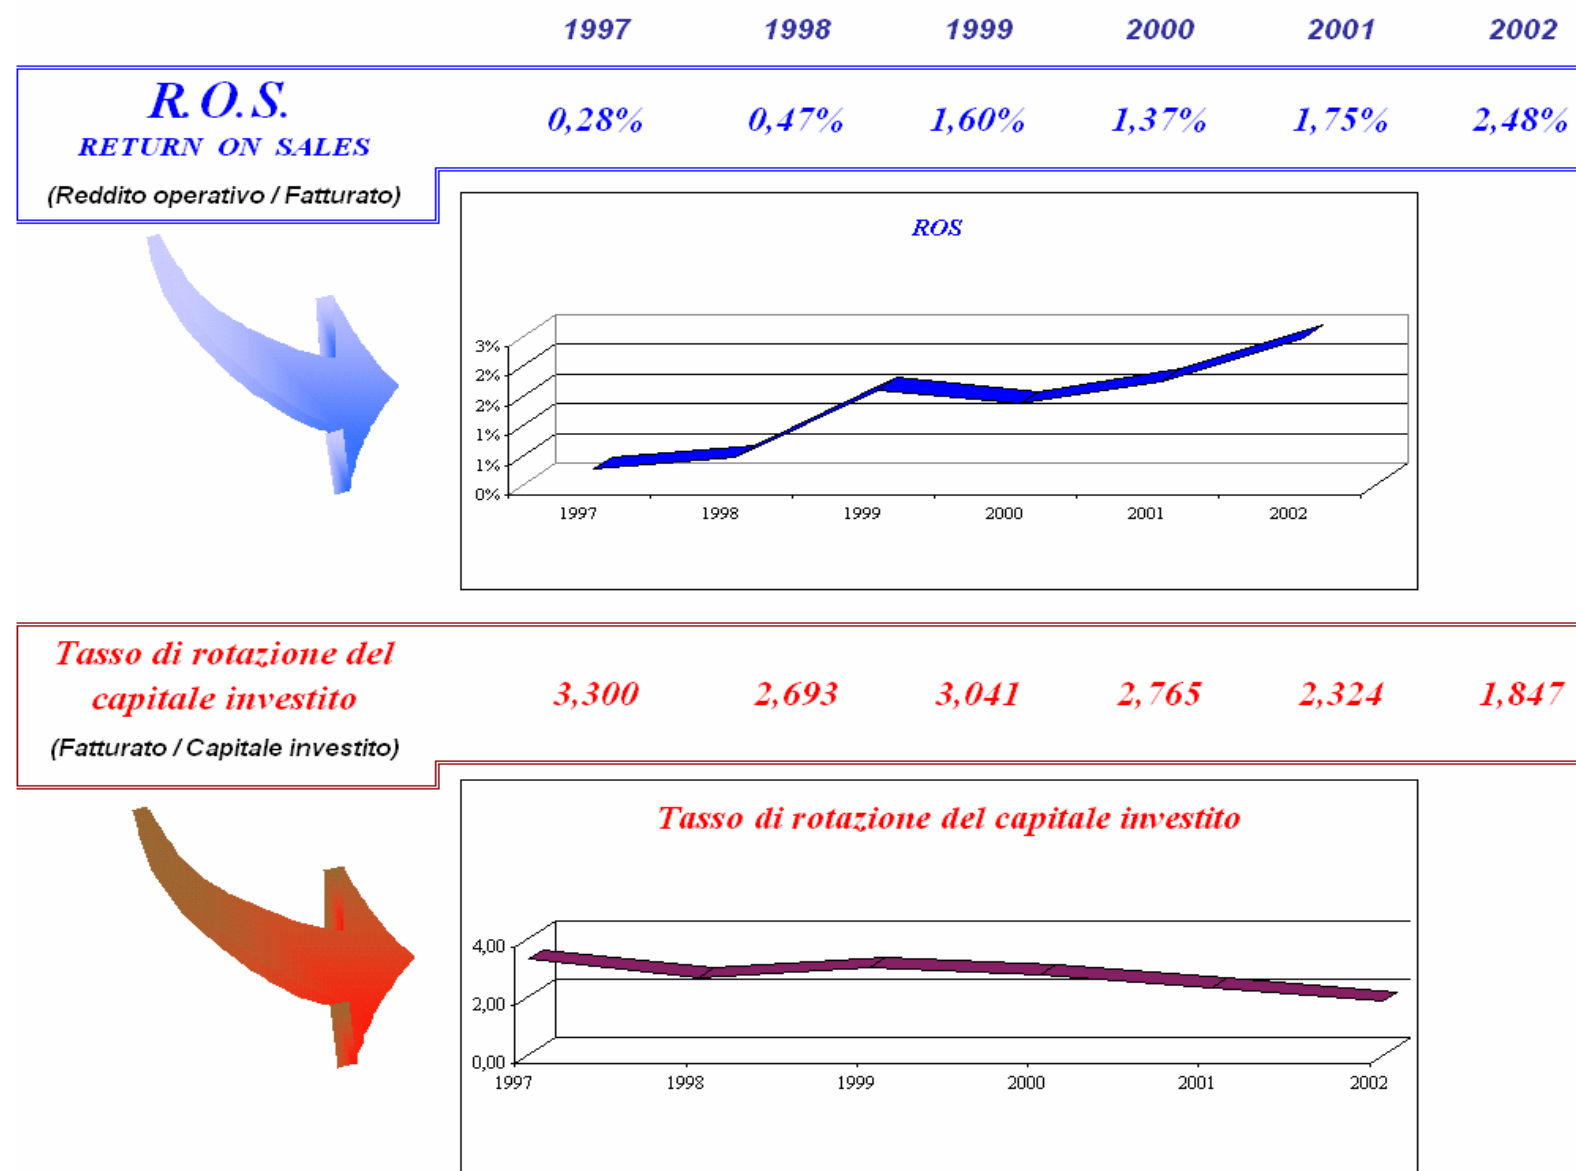 1997 1998 1999 2000 2001 2002
R.O.S.
RETURN ON SALES
(Reddito operativo / Fatturato)
0,28% 0,47% 1,60% 1,37% 1,75% 2,48%
ROS
3%
2%
2%
1%
1%
0%
1997 1998 1999 2000 2001 2002
Tasso di rotazione del
capitale investito
(Fatturato / Capitale investito)
3,300 2,693 3,041 2,765 2,324 1,847
Tasso di rotazione del capitale investito
4,00
2,00
0,00
1997 1998 1999 2000 2001 2002